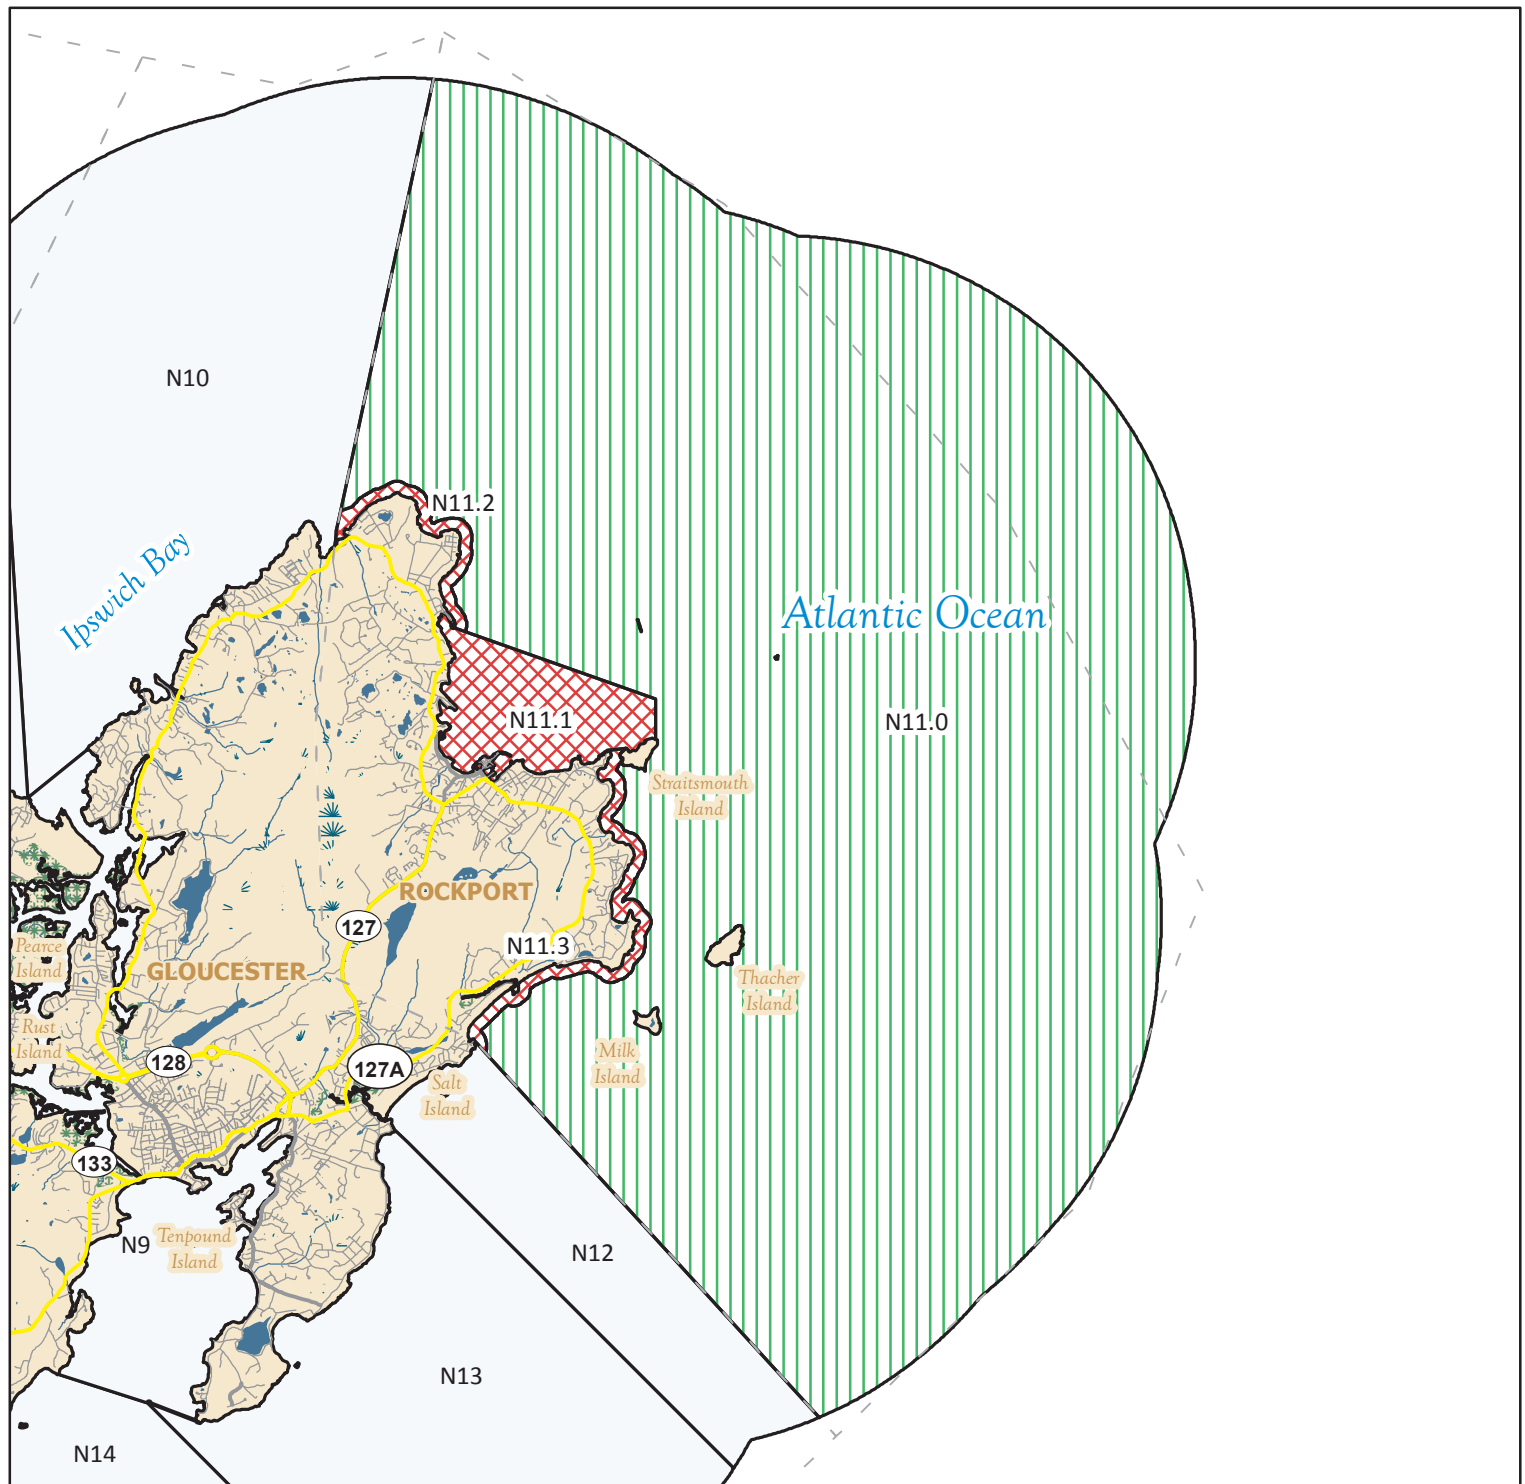 N10
N11.2
Ipswich Bay
Atlantic Ocean
N11.1
N11.0
Straitsmouth
Island
ROCKPORT
127
N11.3
Pearce
Island
GLOUCESTER
Thacher
Island
Rust
Island
128
127A
Milk
Island
Salt
Island
133
N9
Tenpound
Island
N12
N13
N14